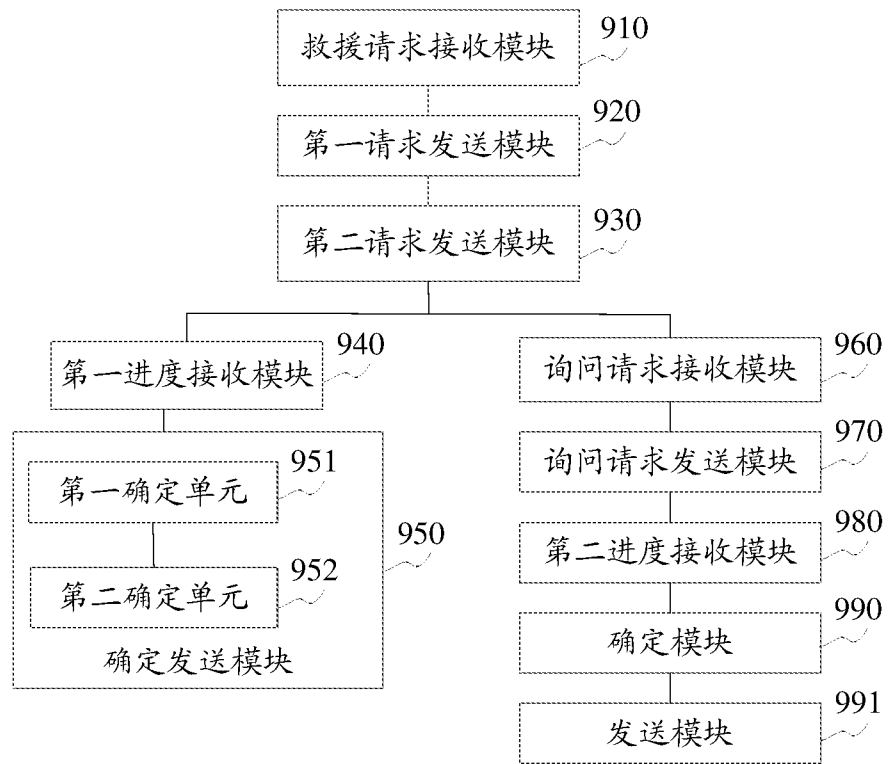 救援请求接收模块
910
第一请求发送模块
920
第二请求发送模块
930
第一进度接收模块
940
第一确定单元
951
第二确定单元
952
确定发送模块
950
询问请求接收模块
960
询问请求发送模块
970
第二进度接收模块
980
确定模块
990
发送模块
991